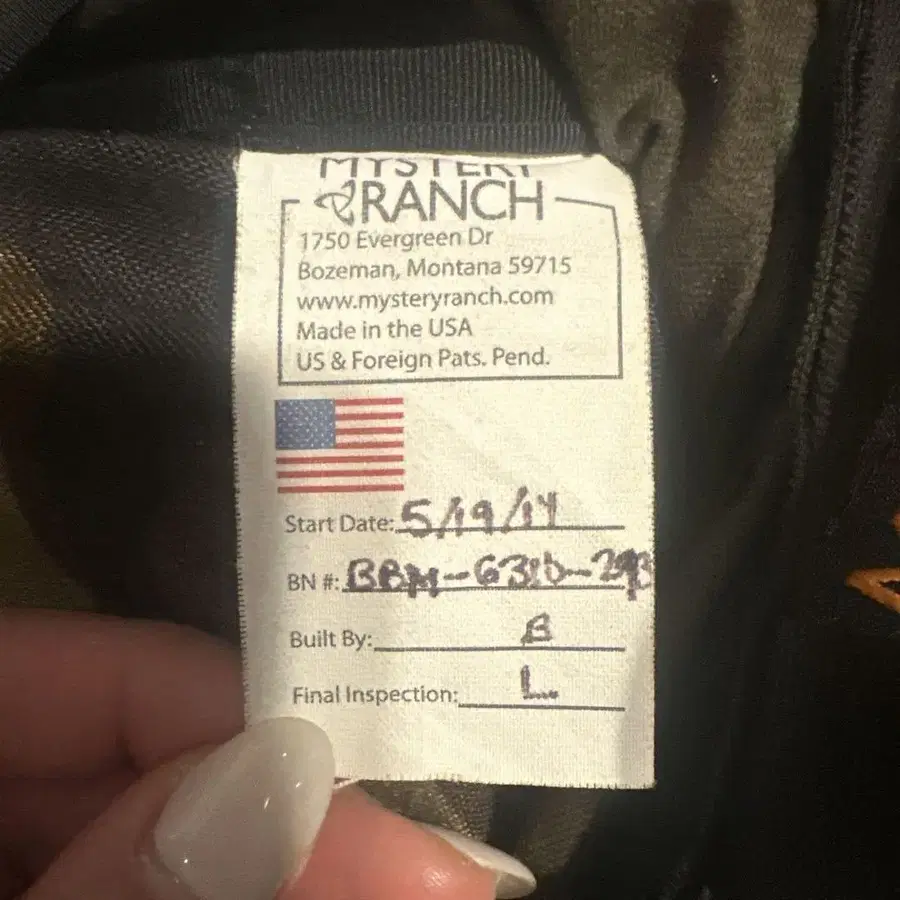 MYSTERY
RANCH
1750 Evergreen Dr
Bozeman, Montana 59715
www.mysteryranch.com
Made in the USA
US & Foreign Pats. Pend.
Start Date: 5/19/14
BN #:
Built By: B
Final Inspection: L